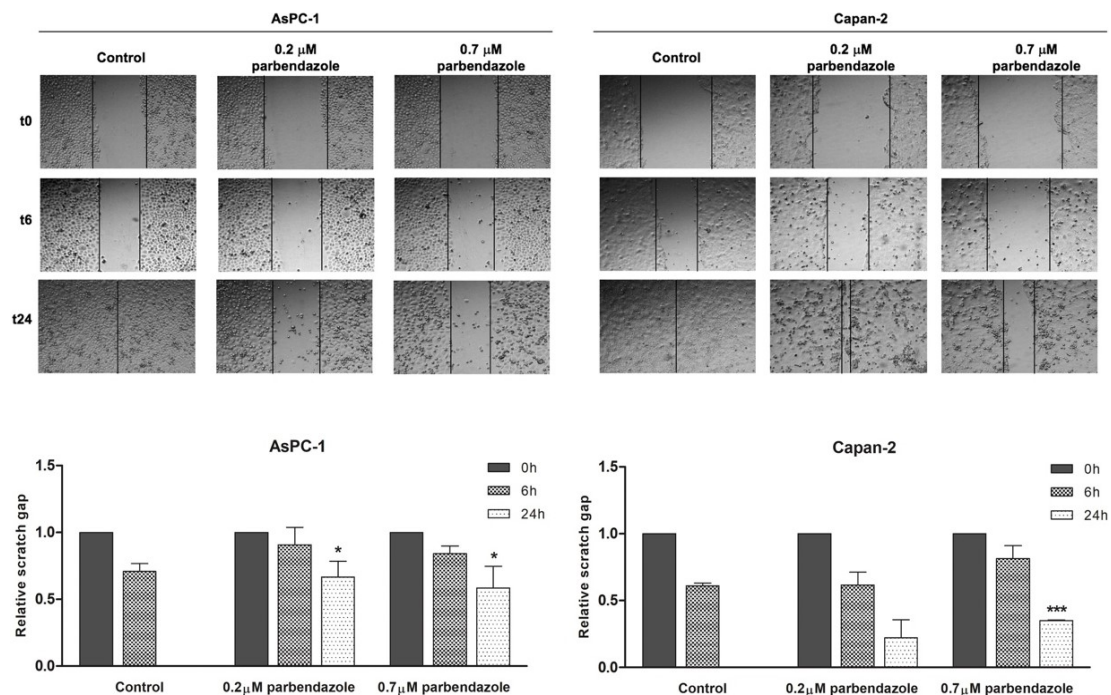 AsPC-1
Control
0.2 μM
parbendazole
0.7 μM
parbendazole
Capan-2
Control
0.2 μM
parbendazole
0.7 μM
parbendazole
t0
t6
t24
AsPC-1
Relative scratch gap
1.5
1.0
0.5
0.0
0h
6h
24h
*
*
Control
0.2μM parbendazole
0.7μM parbendazole
Capan-2
Relative scratch gap
1.5
1.0
0.5
0.0
0h
6h
24h
***
Control
0.2μM parbendazole
0.7μM parbendazole